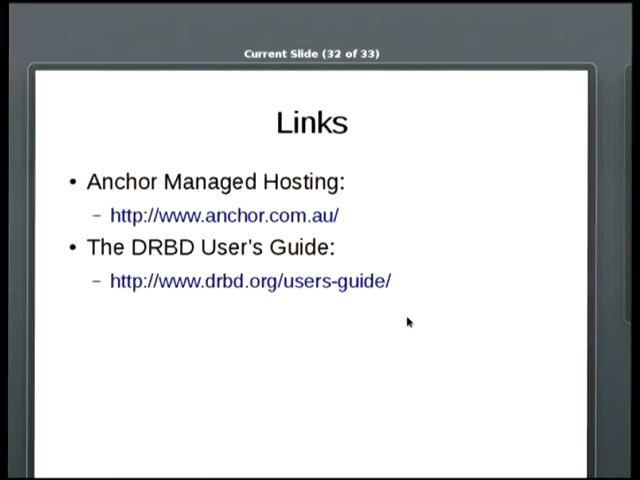 Current Slide (32 of 33)
Links
• Anchor Managed Hosting:
– http://www.anchor.com.au/
• The DRBD User's Guide:
– http://www.drbd.org/users-guide/